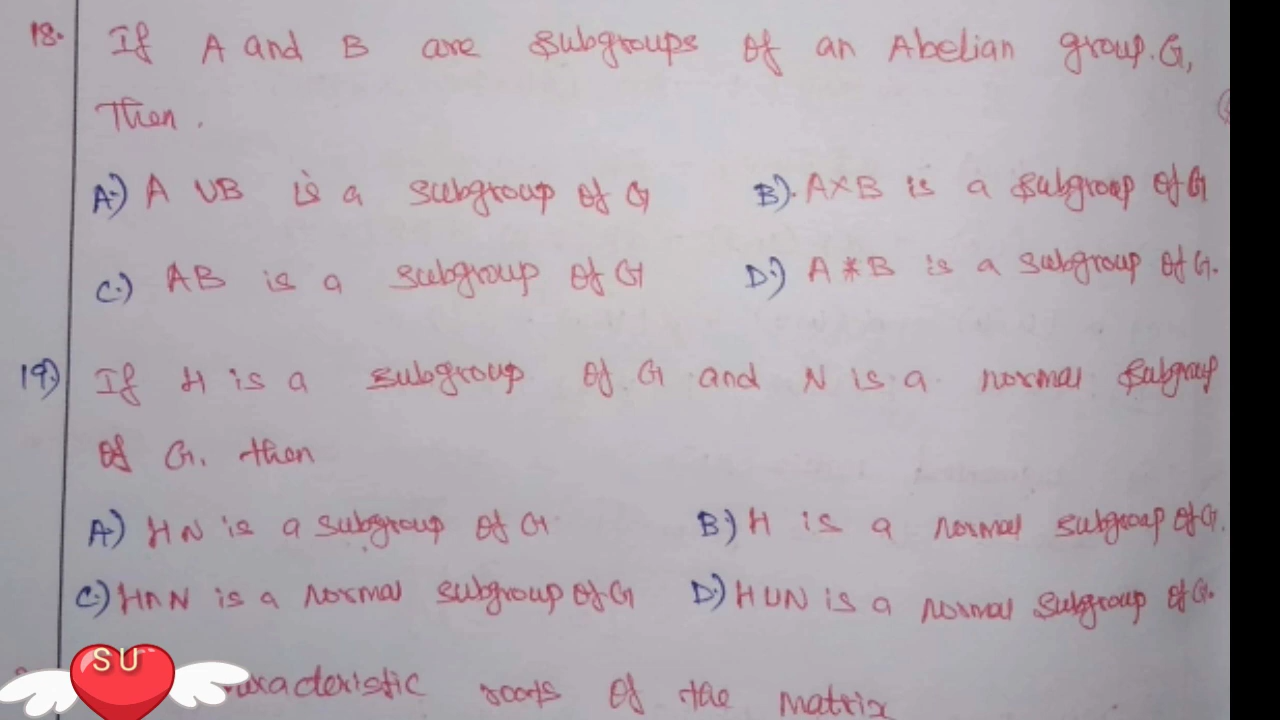 18. If A and B are subgroups of an Abelian group G,
Then.
A.) A UB is a subgroup of G B). A×B is a subgroup of G
C.) AB is a subgroup of G D.) A * B is a subgroup of G.
19.) If H is a subgroup of G and N is a normal subgroup
of G. then
A.) HN is a subgroup of G B.) H is a normal subgroup of G.
C.) H∩N is a normal subgroup of G D.) HUN is a normal subgroup of G.
roots of the matrix
SU